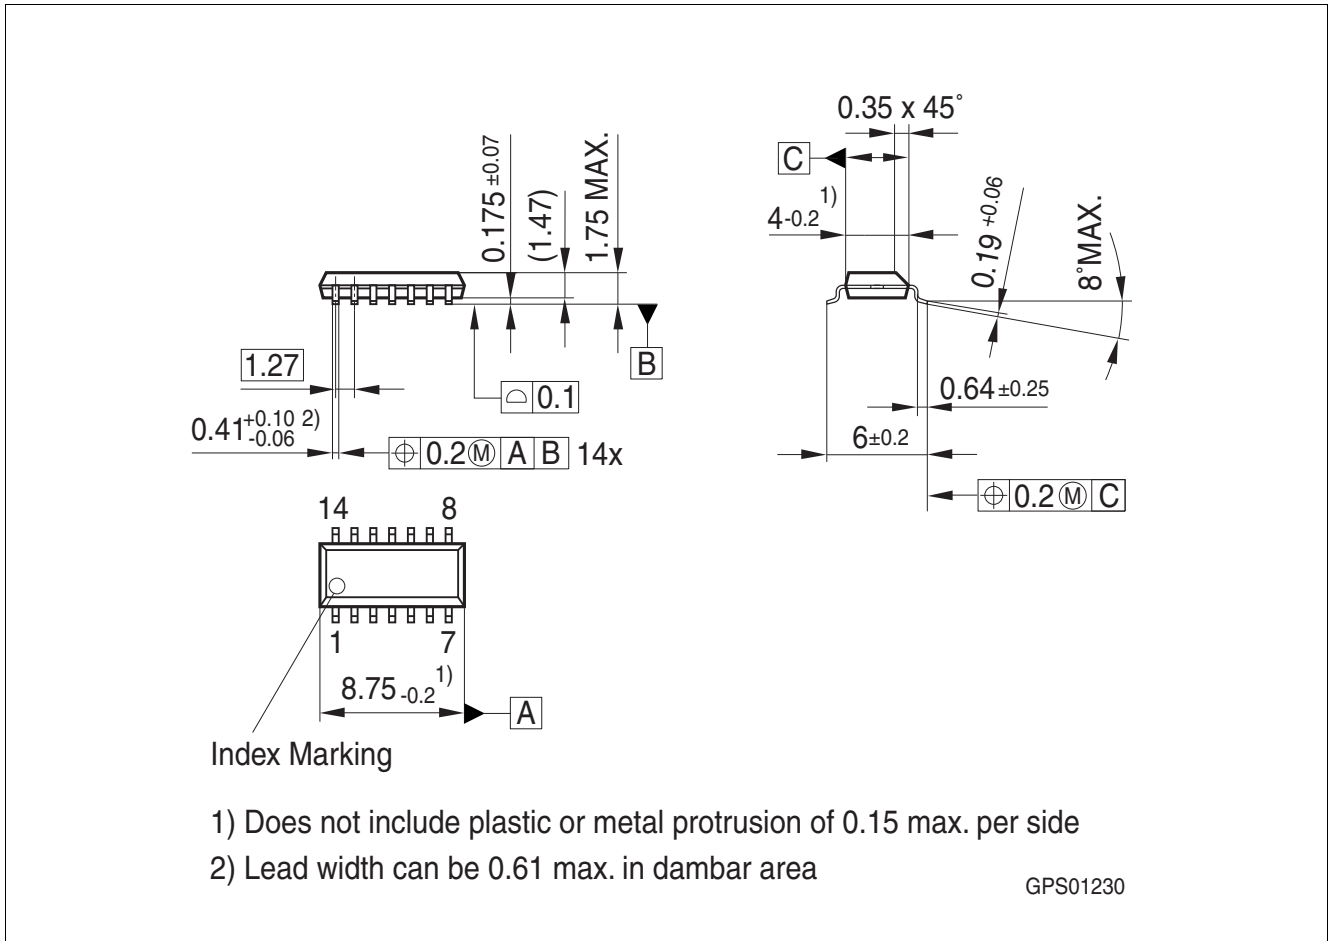 0.35 x 45°
C
4-0.2 1)
0.19 +0.06
8°MAX.
0.175 ±0.07
(1.47)
1.75 MAX.
B
1.27
0.1
0.41 +0.10 -0.06 2)
0.2 Ⓜ A B 14x
0.64 ±0.25
6±0.2
0.2 Ⓜ C
14 8
1 7
8.75 -0.2 1)
A
Index Marking
1) Does not include plastic or metal protrusion of 0.15 max. per side
2) Lead width can be 0.61 max. in dambar area
GPS01230